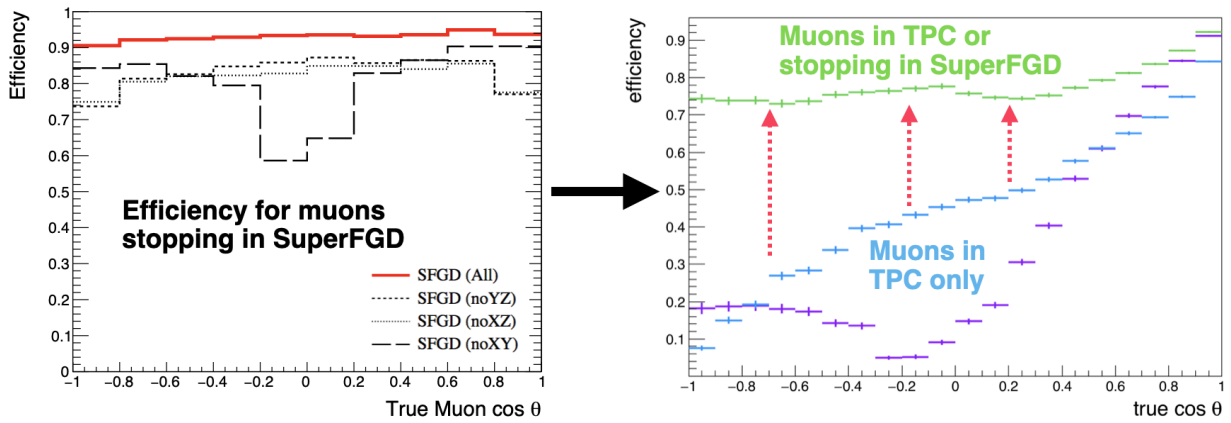 1
0.9
0.8
0.7
0.6
0.5
0.4
0.3
0.2
0.1
0
Efficiency
Efficiency for muons
stopping in SuperFGD
SFGD (All)
SFGD (noYZ)
SFGD (noXZ)
SFGD (noXY)
−1 −0.8 −0.6 −0.4 −0.2 0 0.2 0.4 0.6 0.8 1
True Muon cos θ
efficiency
0.9
0.8
0.7
0.6
0.5
0.4
0.3
0.2
0.1
Muons in TPC or
stopping in SuperFGD
Muons in
TPC only
−1 −0.8 −0.6 −0.4 −0.2 0 0.2 0.4 0.6 0.8 1
true cos θ